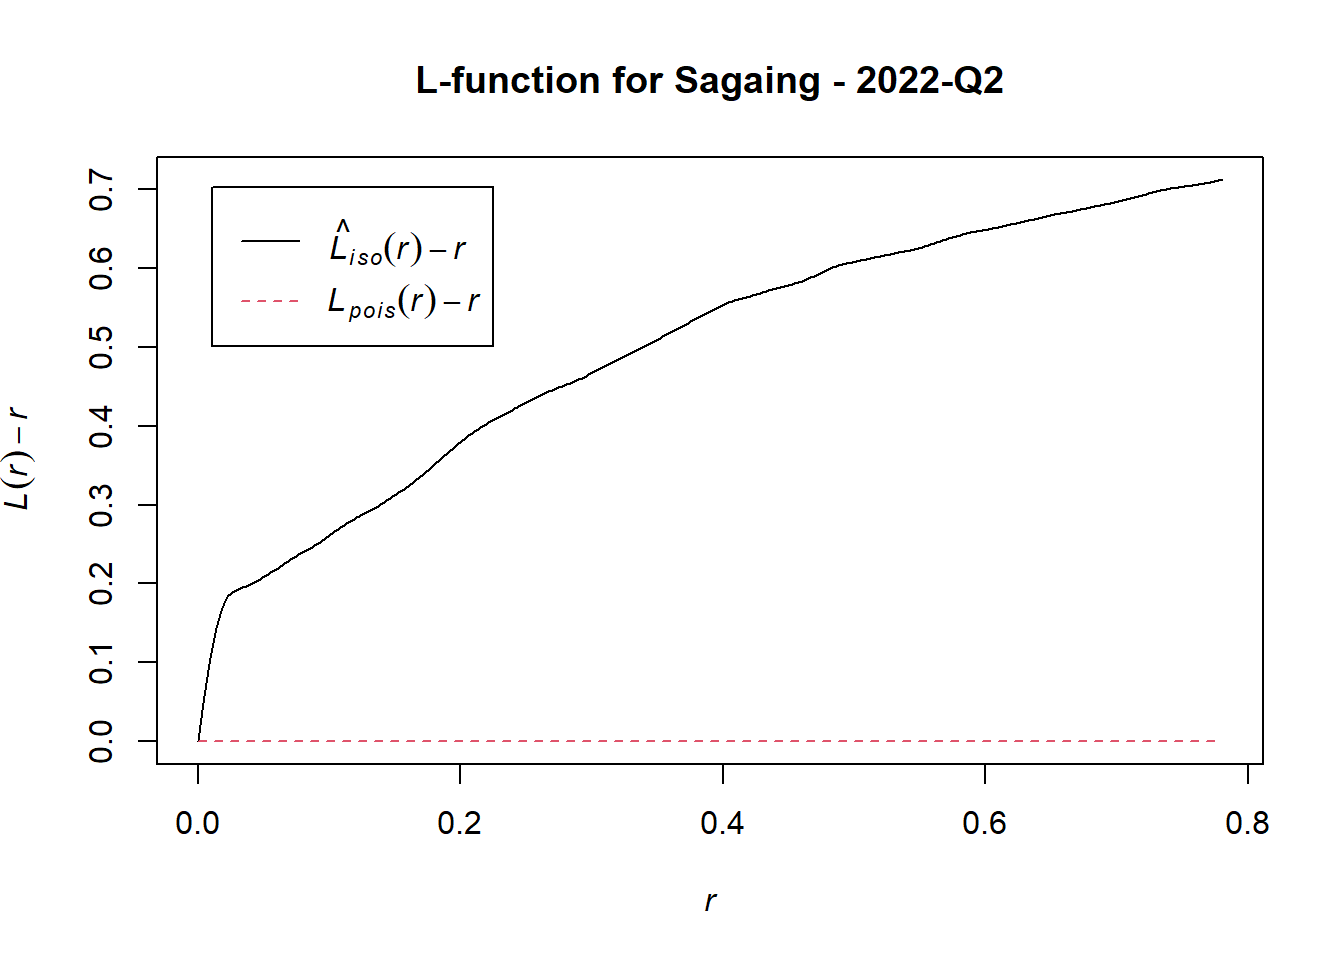 L-function for Sagaing - 2022-Q2
L̂iso(r) − r
Lpois(r) − r
L(r) − r
0.7
0.6
0.5
0.4
0.3
0.2
0.1
0.0
0.0 0.2 0.4 0.6 0.8
r